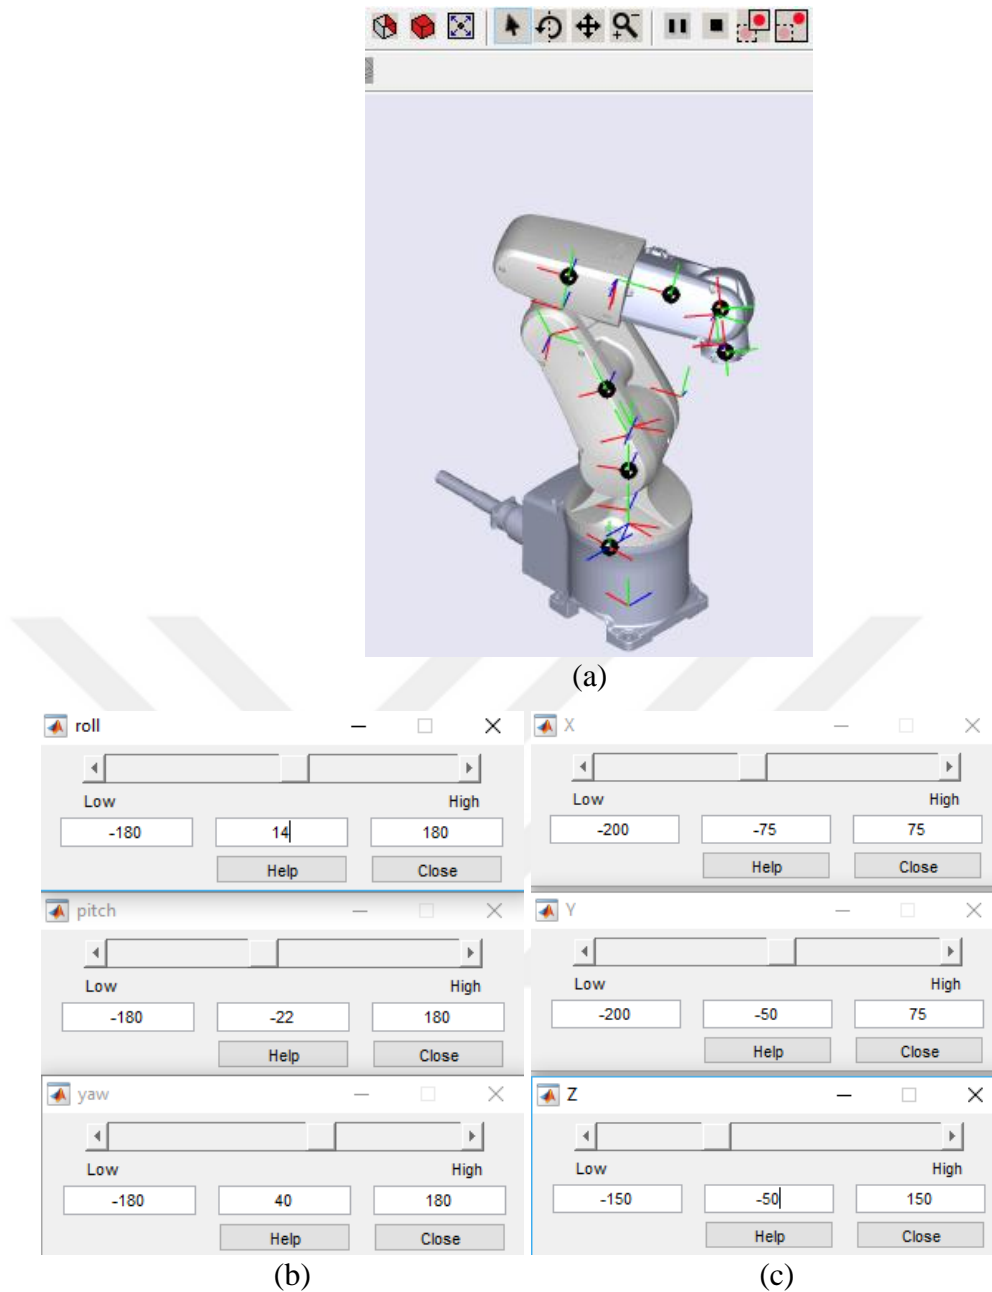 (a)
roll
Low High
-180 14 180
Help Close
pitch
Low High
-180 -22 180
Help Close
yaw
Low High
-180 40 180
Help Close
(b)
X
Low High
-200 -75 75
Help Close
Y
Low High
-200 -50 75
Help Close
Z
Low High
-150 -50 150
Help Close
(c)